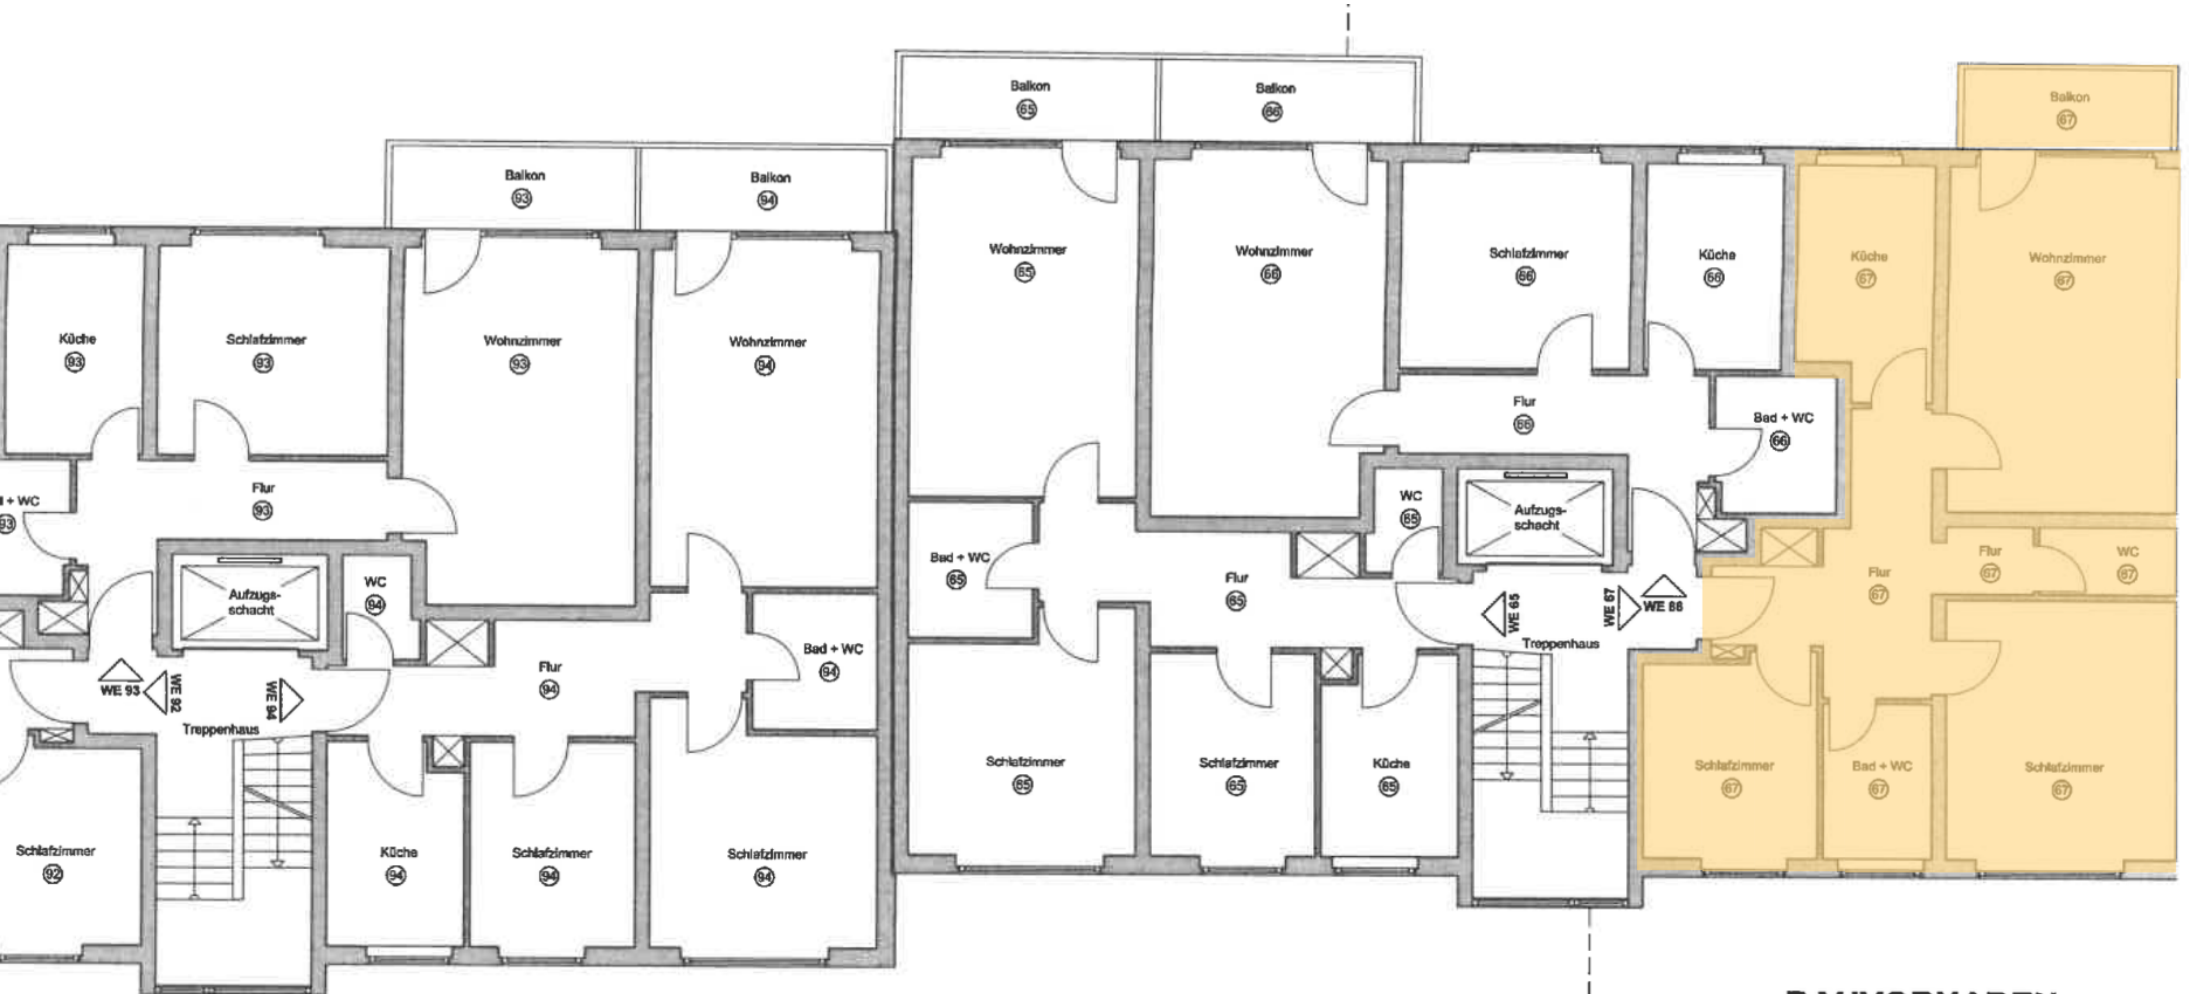 Balkon
65
Balkon
66
Balkon
67
Balkon
93
Balkon
94
Küche
93
Schlafzimmer
93
Wohnzimmer
93
Wohnzimmer
94
Wohnzimmer
65
Wohnzimmer
66
Schlafzimmer
66
Küche
66
Küche
67
Wohnzimmer
67
+ WC
93
Flur
93
Aufzugs-
schacht
WC
94
Flur
94
Bad + WC
94
WE 93
WE 92
WE 94
Treppenhaus
Schlafzimmer
92
Küche
94
Schlafzimmer
94
Schlafzimmer
94
Bad + WC
65
Flur
65
WC
65
Aufzugs-
schacht
Flur
66
Bad + WC
66
WE 65
WE 67
WE 66
Treppenhaus
Flur
67
Flur
67
WC
67
Schlafzimmer
65
Schlafzimmer
65
Küche
65
Schlafzimmer
67
Bad + WC
67
Schlafzimmer
67